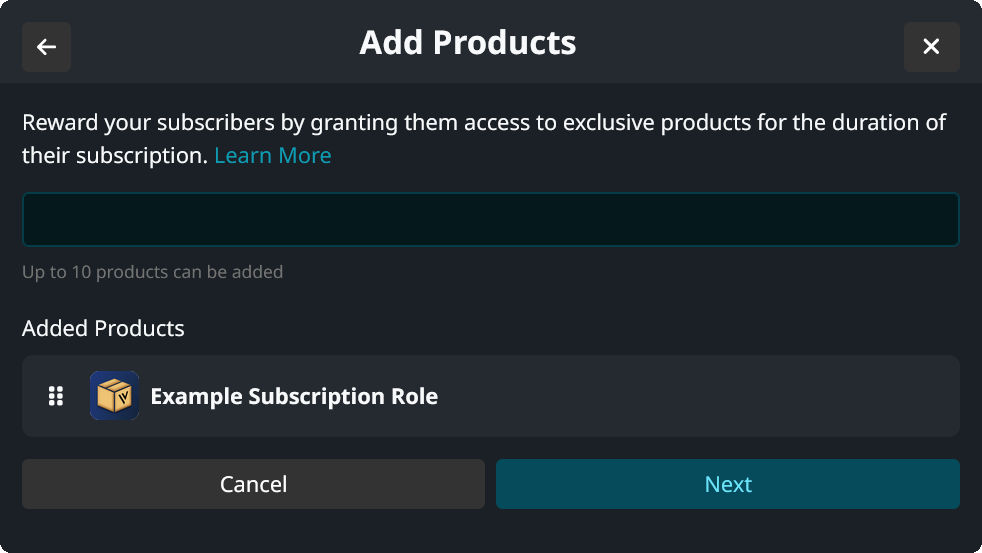 Add Products
Reward your subscribers by granting them access to exclusive products for the duration of
their subscription. Learn More
Up to 10 products can be added
Added Products
Example Subscription Role
Cancel
Next